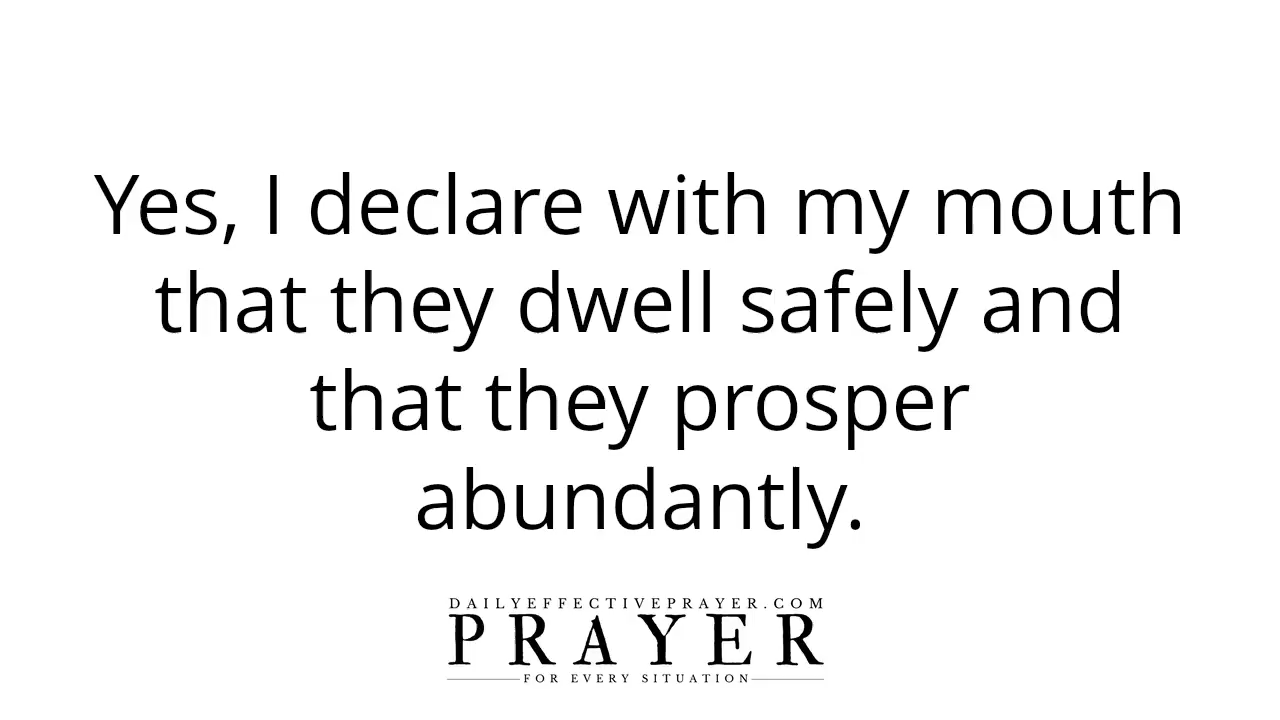 Yes, I declare with my mouth
that they dwell safely and
that they prosper
abundantly.
DAILYEFFECTIVEPRAYER.COM
PRAYER
FOR EVERY SITUATION